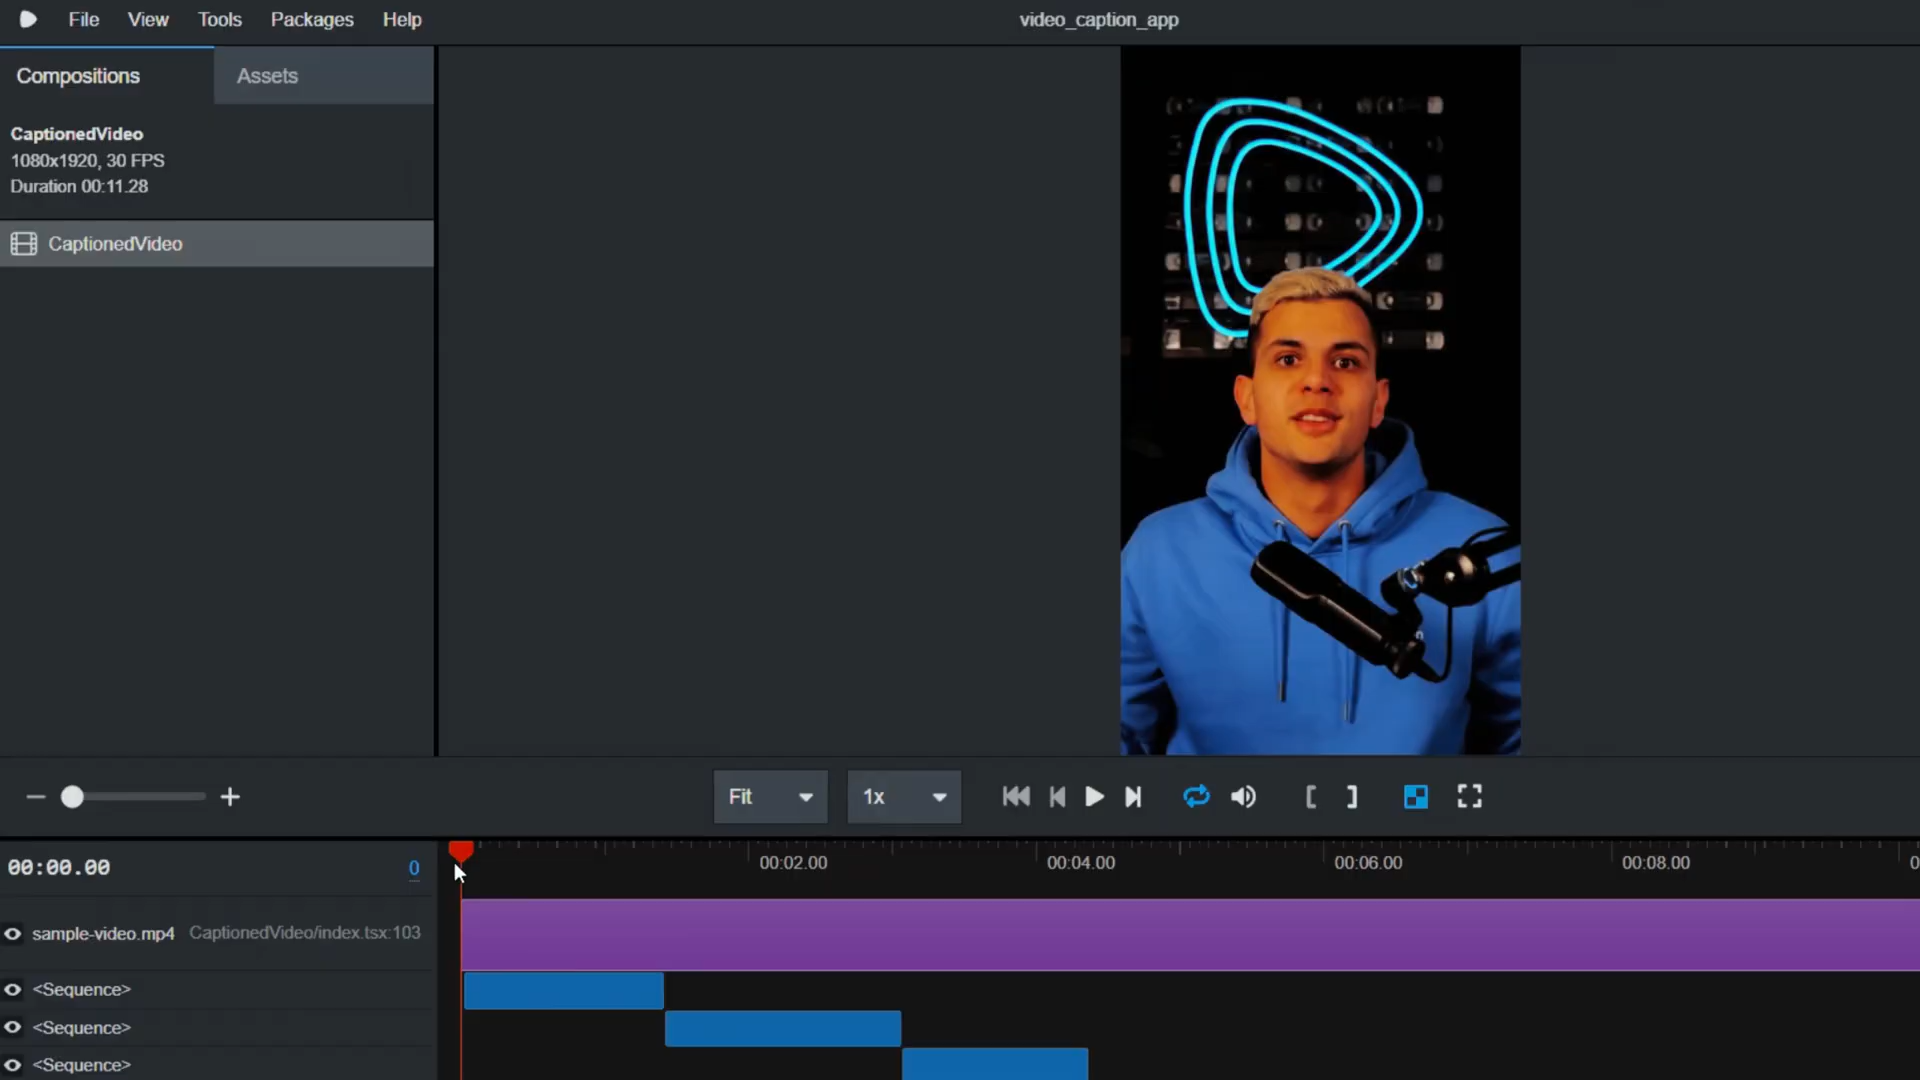 File View Tools Packages Help
video_caption_app
Compositions
Assets
CaptionedVideo
1080x1920, 30 FPS
Duration 00:11.28
CaptionedVideo
Fit
1x
00:00.00
0
00:02.00
00:04.00
00:06.00
00:08.00
sample-video.mp4 CaptionedVideo/index.tsx:103
<Sequence>
<Sequence>
<Sequence>